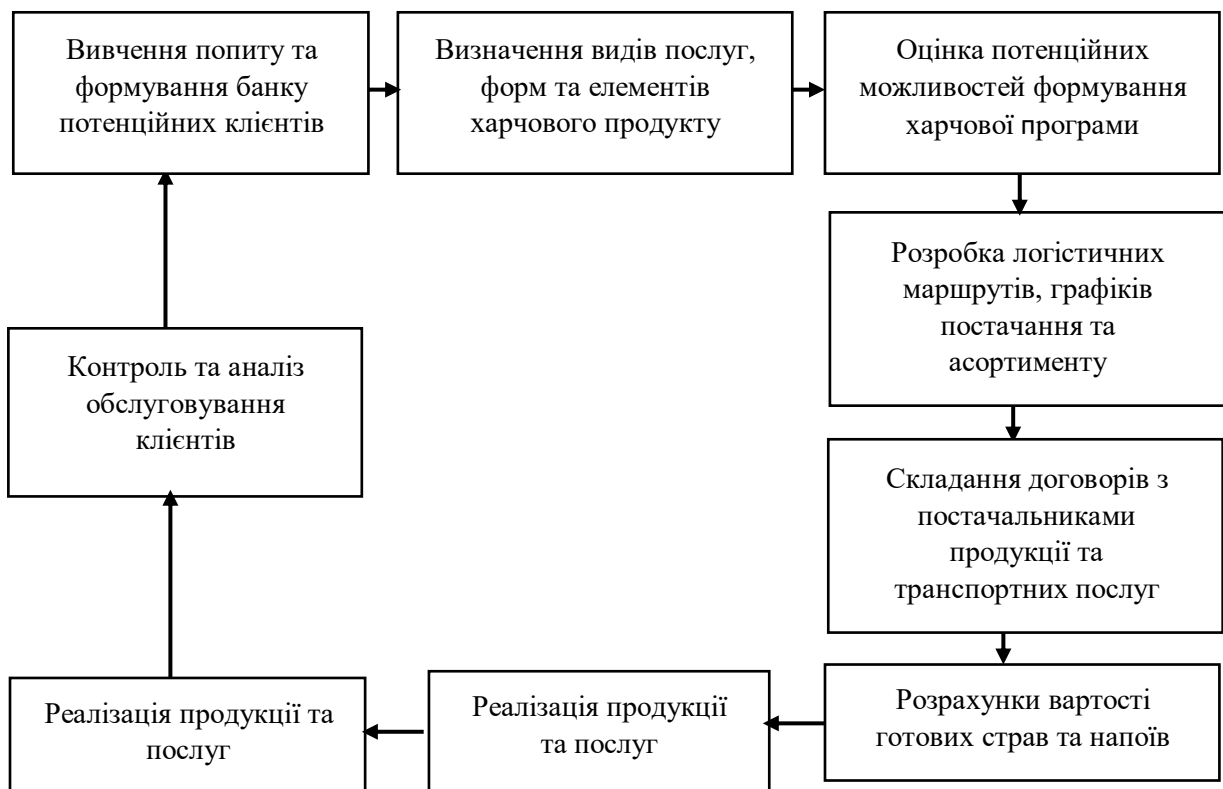 Вивчення попиту та
формування банку
потенційних клієнтів
Визначення видів послуг,
форм та елементів
харчового продукту
Оцінка потенційних
можливостей формування
харчової програми
Розробка логістичних
маршрутів, графіків
постачання та
асортименту
Контроль та аналіз
обслуговування
клієнтів
Складання договорів з
постачальниками
продукції та
транспортних послуг
Розрахунки вартості
готових страв та напоїв
Реалізація продукції
та послуг
Реалізація продукції та
послуг